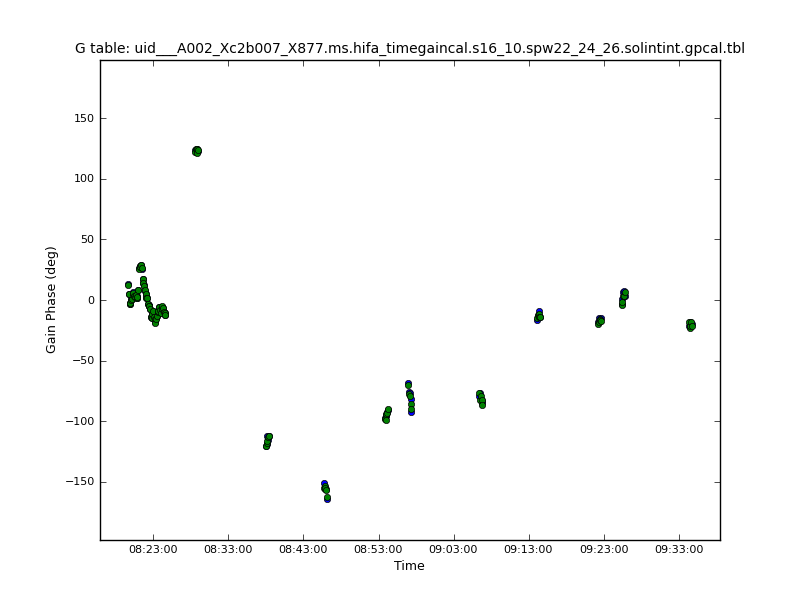 G table: uid___A002_Xc2b007_X877.ms.hifa_timegaincal.s16_10.spw22_24_26.solintint.gpcal.tbl
150
100
50
0
−50
−100
−150
Gain Phase (deg)
08:23:00 08:33:00 08:43:00 08:53:00 09:03:00 09:13:00 09:23:00 09:33:00
Time